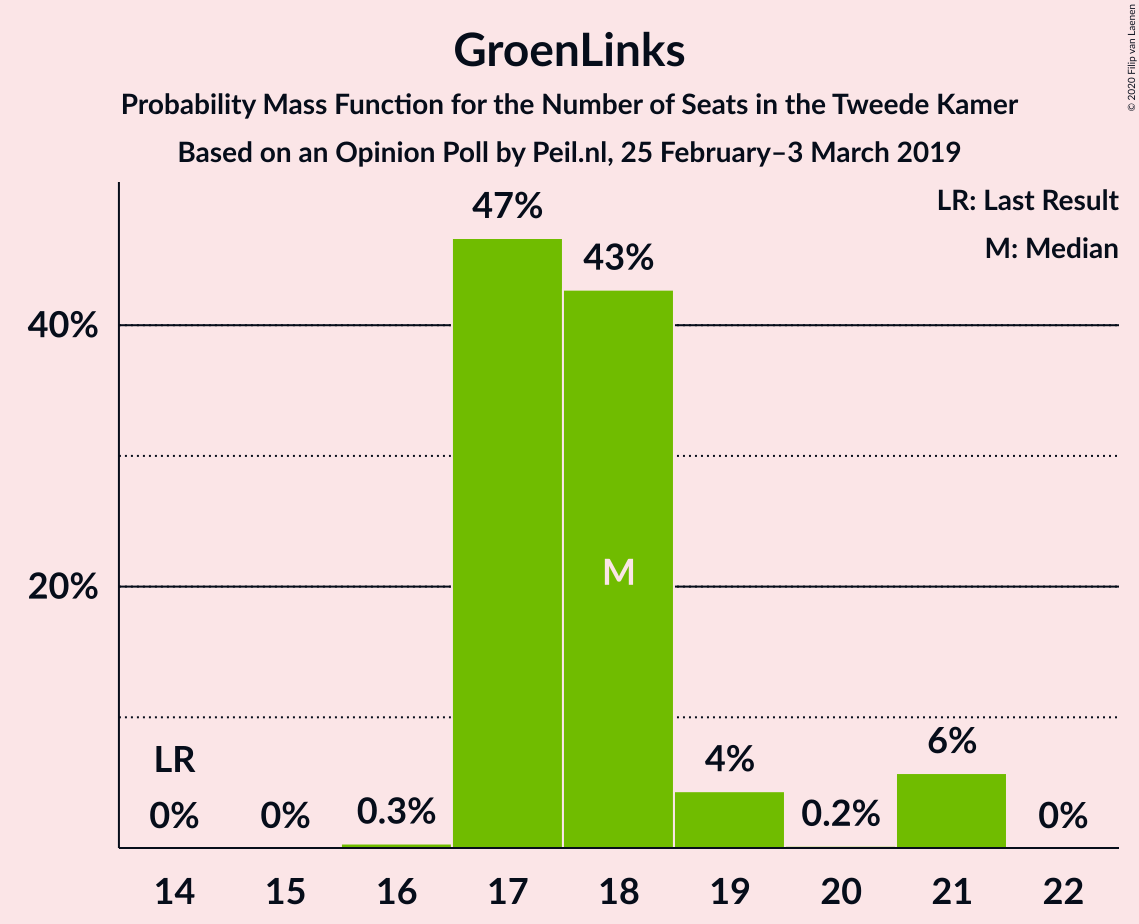 GroenLinks
Probability Mass Function for the Number of Seats in the Tweede Kamer
Based on an Opinion Poll by Peil.nl, 25 February–3 March 2019
© 2020 Filip van Laenen
LR: Last Result
M: Median
47%
43%
40%
M
20%
LR
0%
0%
0.3%
4%
0.2%
6%
0%
14 15 16 17 18 19 20 21 22